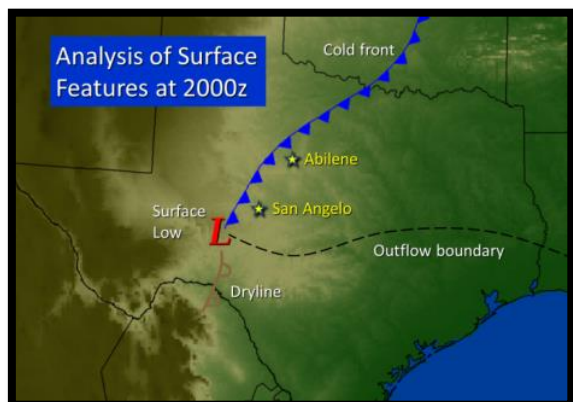 Analysis of Surface
Features at 2000z
Cold front
Abilene
San Angelo
Surface
Low
L
Outflow boundary
Dryline